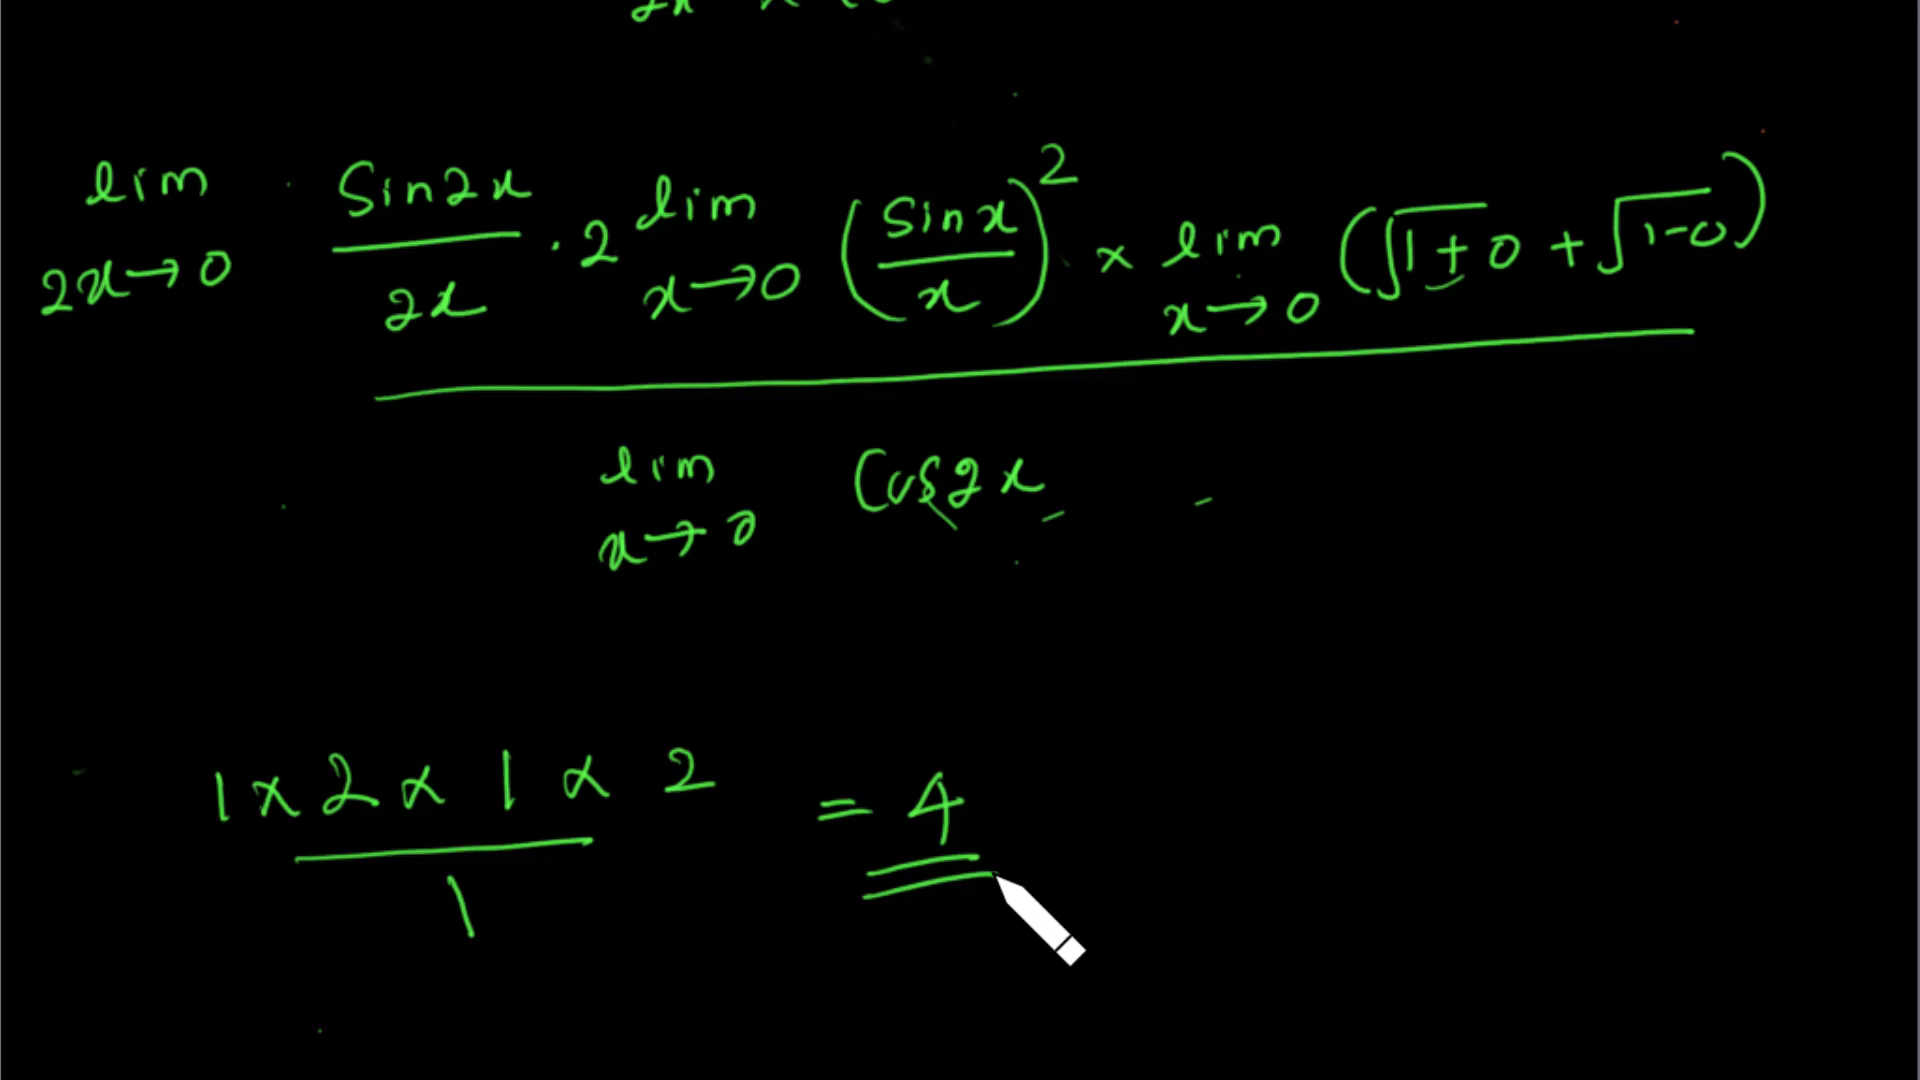 lim Sin2x / 2x · 2 lim (Sinx / x)² × lim (√1+0 + √1-0)
2x→0 x→0 x→0
lim Cos2x
x→0
1 x 2 x 1 x 2 = 4
1